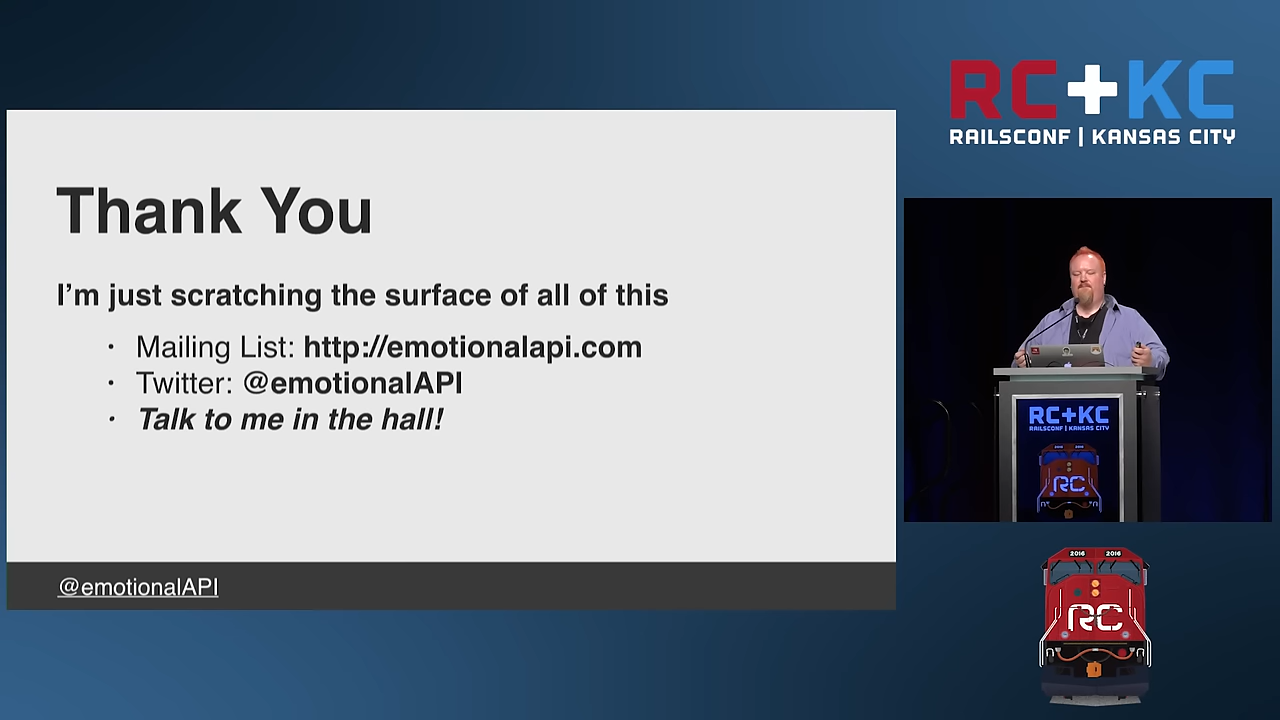 RC+KC
RAILSCONF | KANSAS CITY
Thank You
I'm just scratching the surface of all of this
• Mailing List: http://emotionalapi.com
• Twitter: @emotionalAPI
• Talk to me in the hall!
@emotionalAPI
RC+KC
RAILSCONF | KANSAS CITY
RC
2016 2016
RC